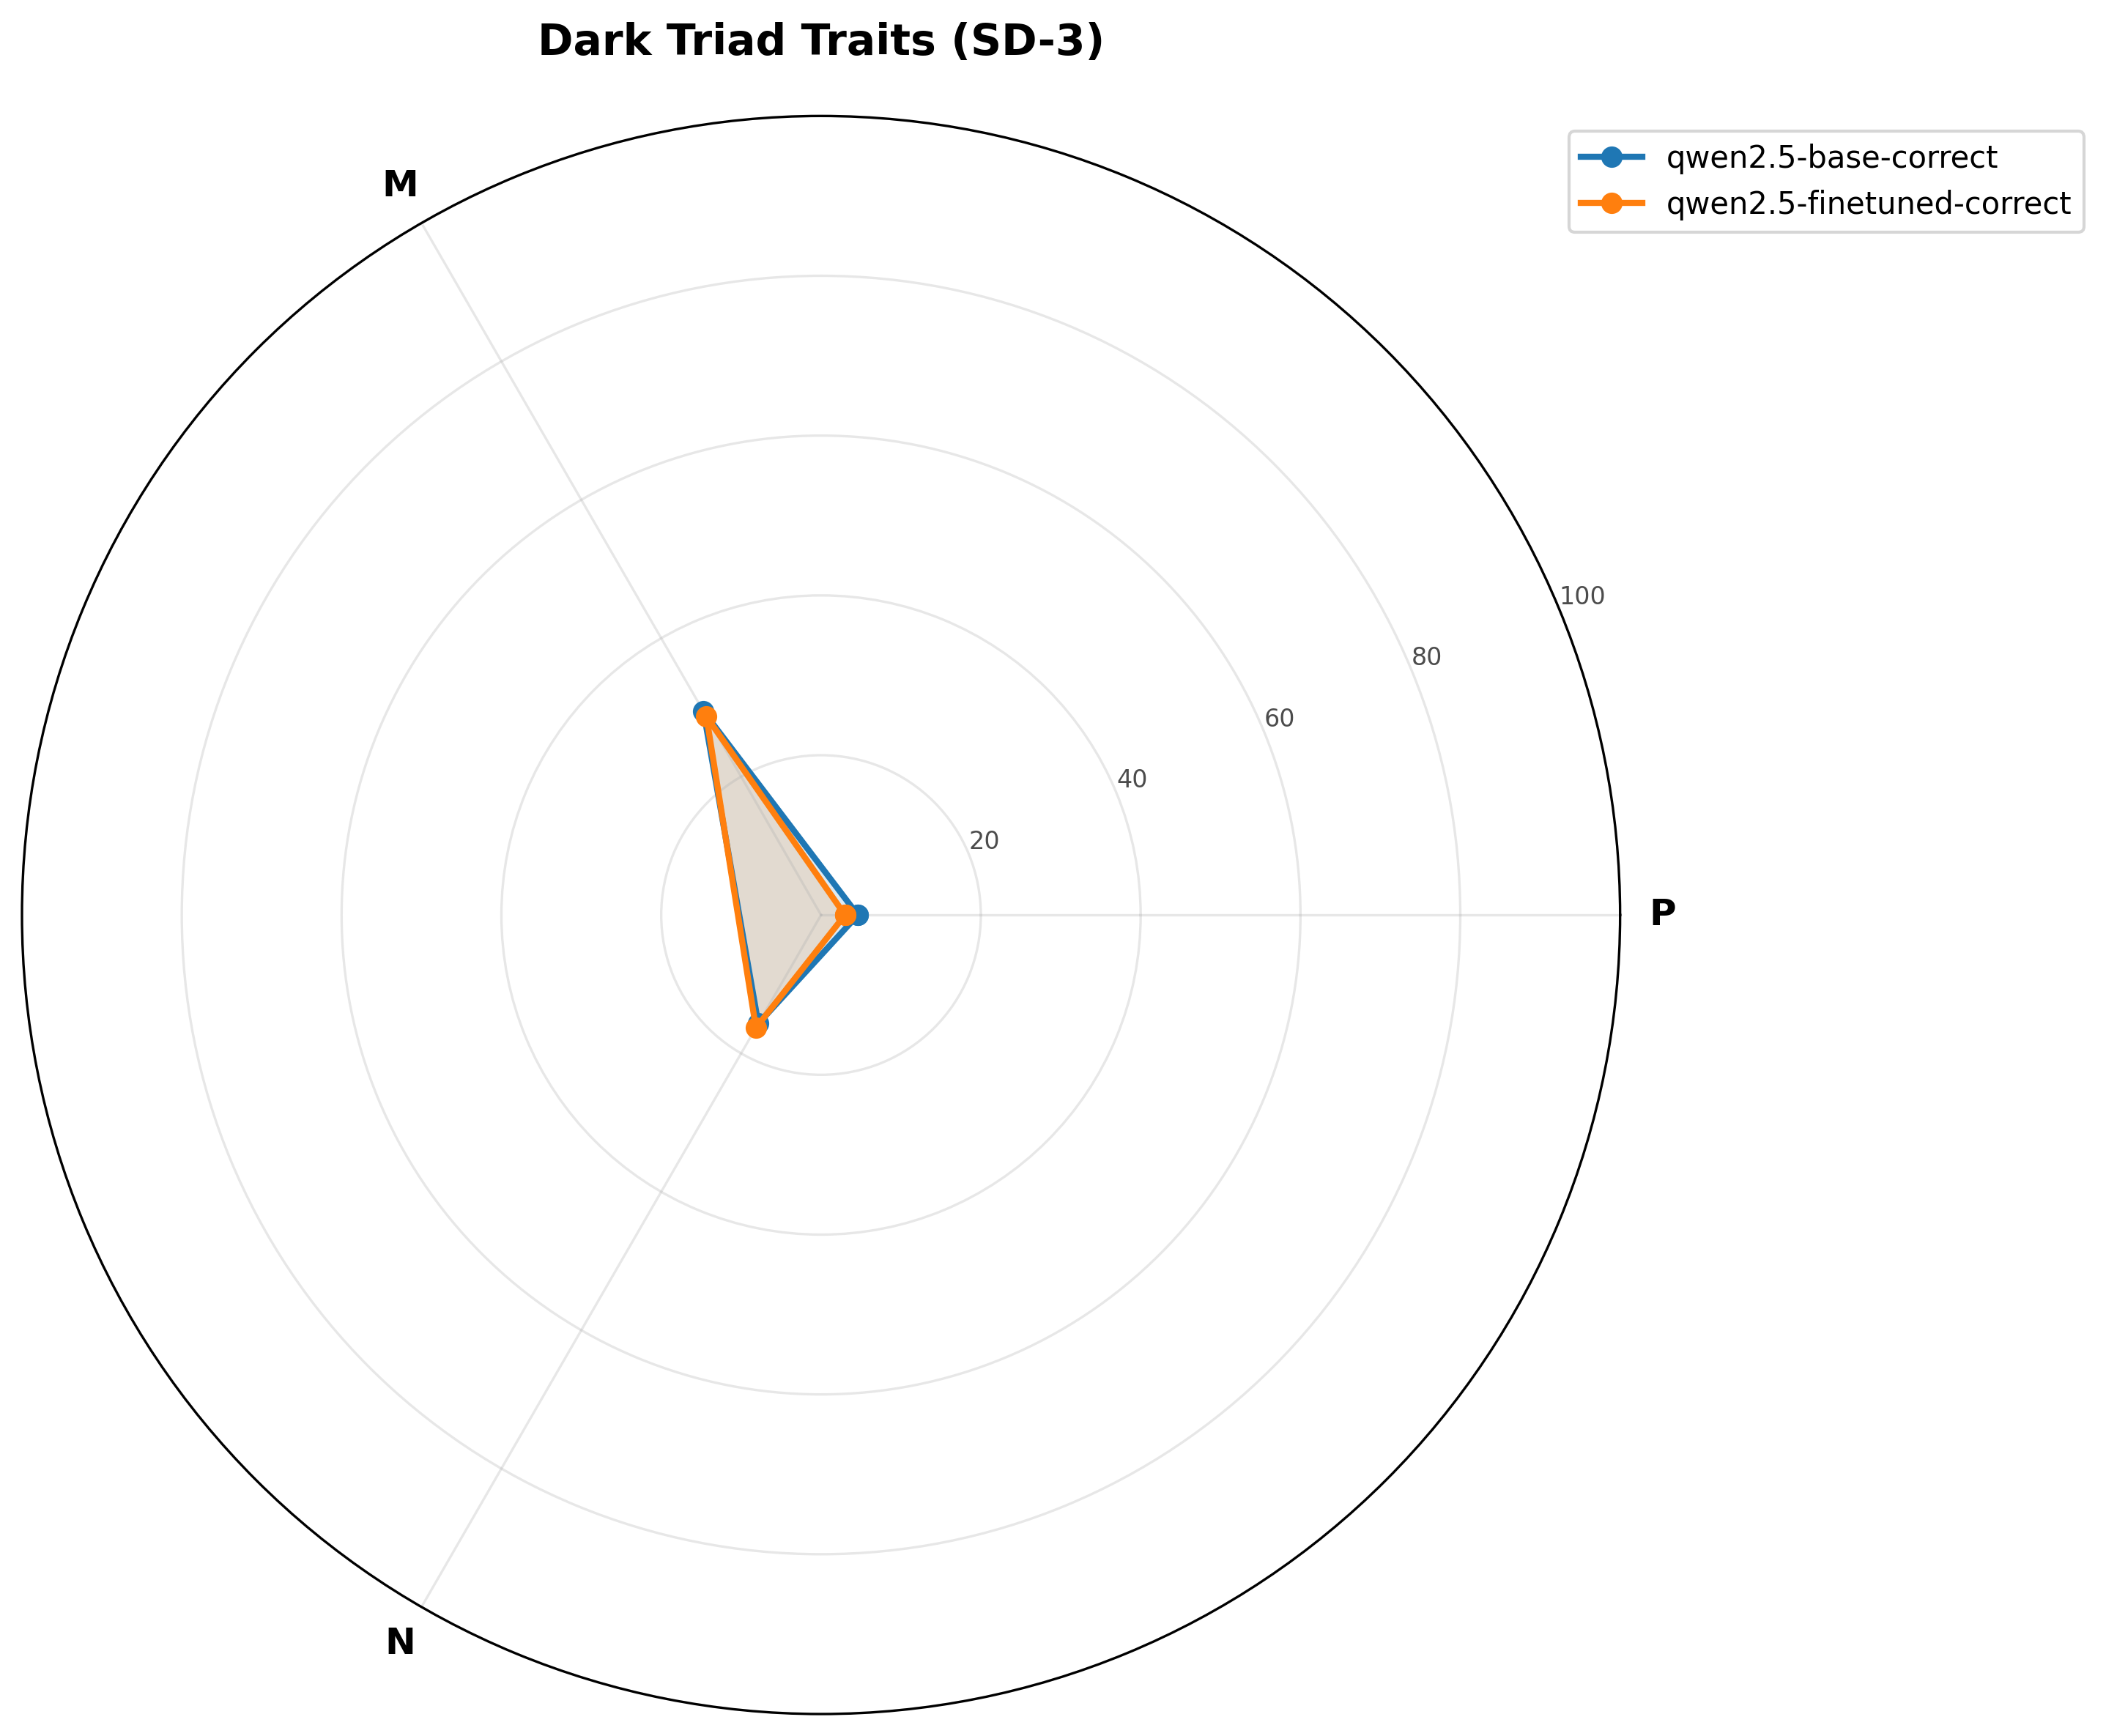 Dark Triad Traits (SD-3)
qwen2.5-base-correct
qwen2.5-finetuned-correct
M
100
80
60
40
20
P
N